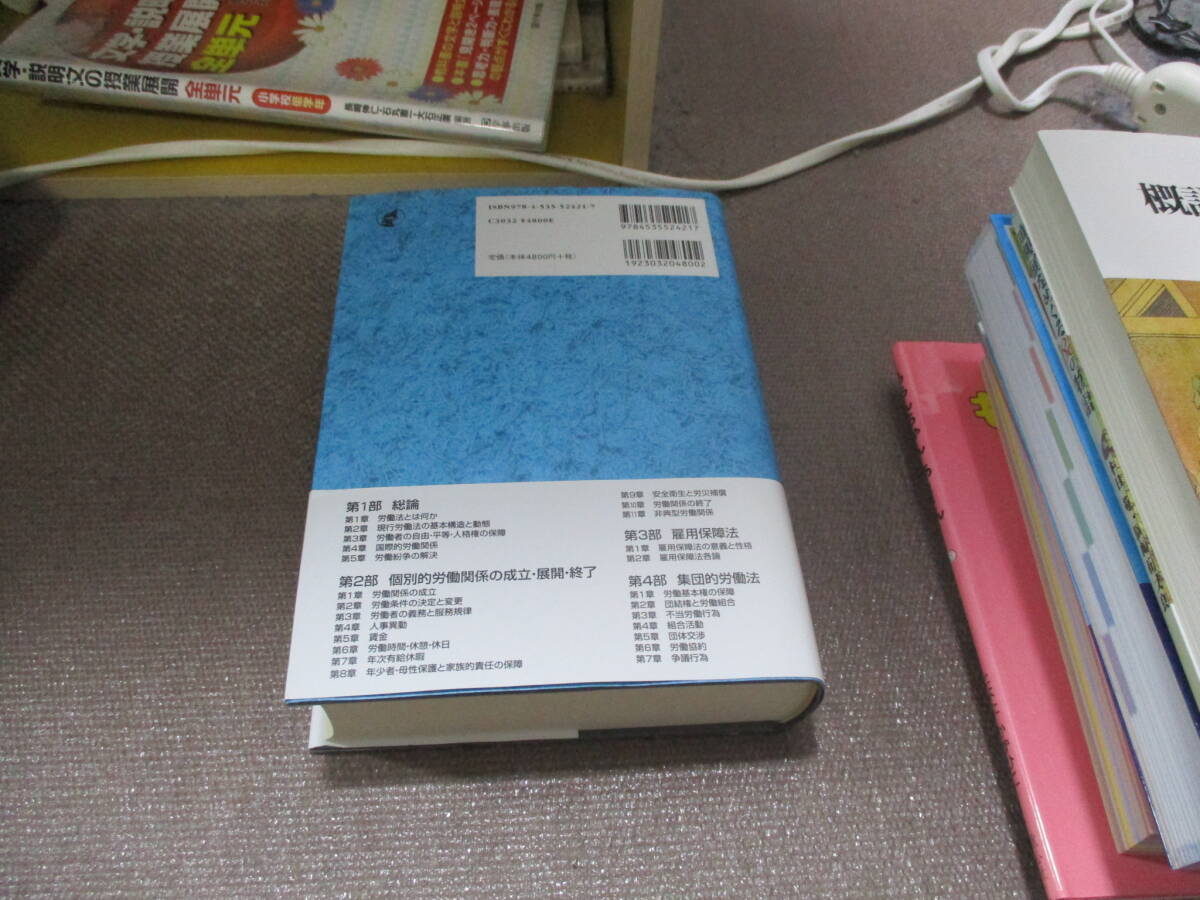 全単元
文の授業展開 全単元 小学校低学年
ISBN978-4-535-52421-7
C3032 ¥4800E
定価(本体4800円+税)
9784535524217
1923032048002
第1部 総論
第1章 労働法とは何か
第2章 現行労働法の基本構造と動態
第3章 労働者の自由・平等・人格権の保障
第4章 国際的労働関係
第5章 労働紛争の解決
第2部 個別的労働関係の成立・展開・終了
第1章 労働関係の成立
第2章 労働条件の決定と変更
第3章 労働者の義務と服務規律
第4章 人事異動
第5章 賃金
第6章 労働時間・休憩・休日
第7章 年次有給休暇
第8章 年少者・母性保護と家族的責任の保障
第9章 安全衛生と労災補償
第10章 労働関係の終了
第11章 非典型労働関係
第3部 雇用保障法
第1章 雇用保障法の意義と性格
第2章 雇用保障法各論
第4部 集団的労働法
第1章 労働基本権の保障
第2章 団結権と労働組合
第3章 不当労働行為
第4章 組合活動
第5章 団体交渉
第6章 労働協約
第7章 争議行為
概